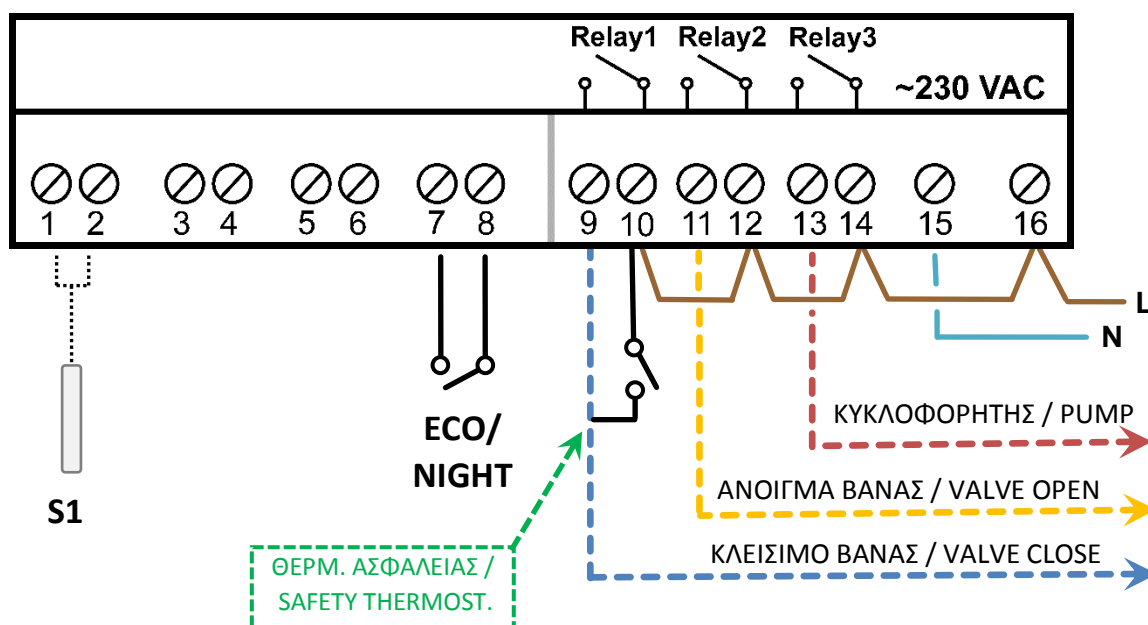 Relay1 Relay2 Relay3
~230 VAC
1 2 3 4 5 6 7 8 9 10 11 12 13 14 15 16
L
N
ECO/
NIGHT
S1
ΚΥΚΛΟΦΟΡΗΤΗΣ / PUMP
ΑΝΟΙΓΜΑ ΒΑΝΑΣ / VALVE OPEN
ΚΛΕΙΣΙΜΟ ΒΑΝΑΣ / VALVE CLOSE
ΘΕΡΜ. ΑΣΦΑΛΕΙΑΣ /
SAFETY THERMOST.